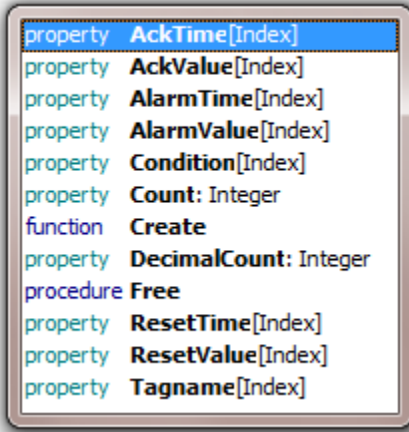 property AckTime[Index]
property AckValue[Index]
property AlarmTime[Index]
property AlarmValue[Index]
property Condition[Index]
property Count: Integer
function Create
property DecimalCount: Integer
procedure Free
property ResetTime[Index]
property ResetValue[Index]
property Tagname[Index]